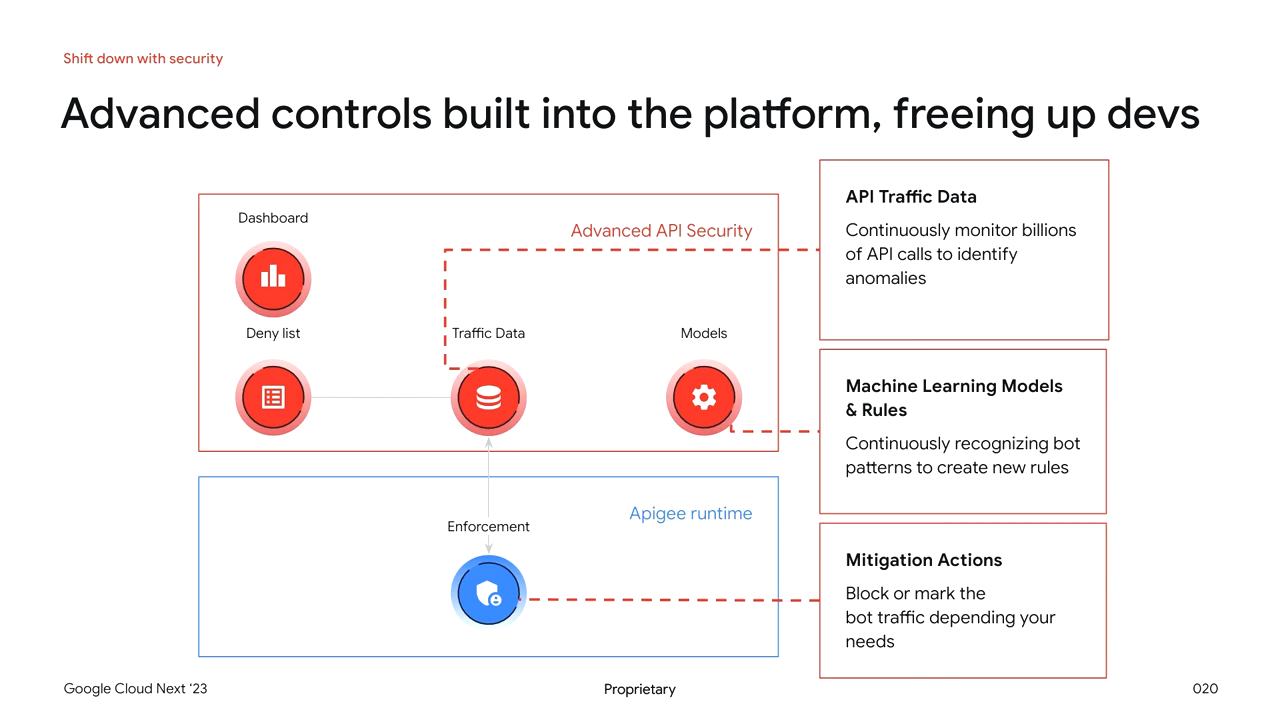 Shift down with security
Advanced controls built into the platform, freeing up devs
Dashboard
Advanced API Security
Deny list
Traffic Data
Models
Apigee runtime
Enforcement
API Traffic Data
Continuously monitor billions
of API calls to identify
anomalies
Machine Learning Models
& Rules
Continuously recognizing bot
patterns to create new rules
Mitigation Actions
Block or mark the
bot traffic depending your
needs
Google Cloud Next ‘23
Proprietary
020